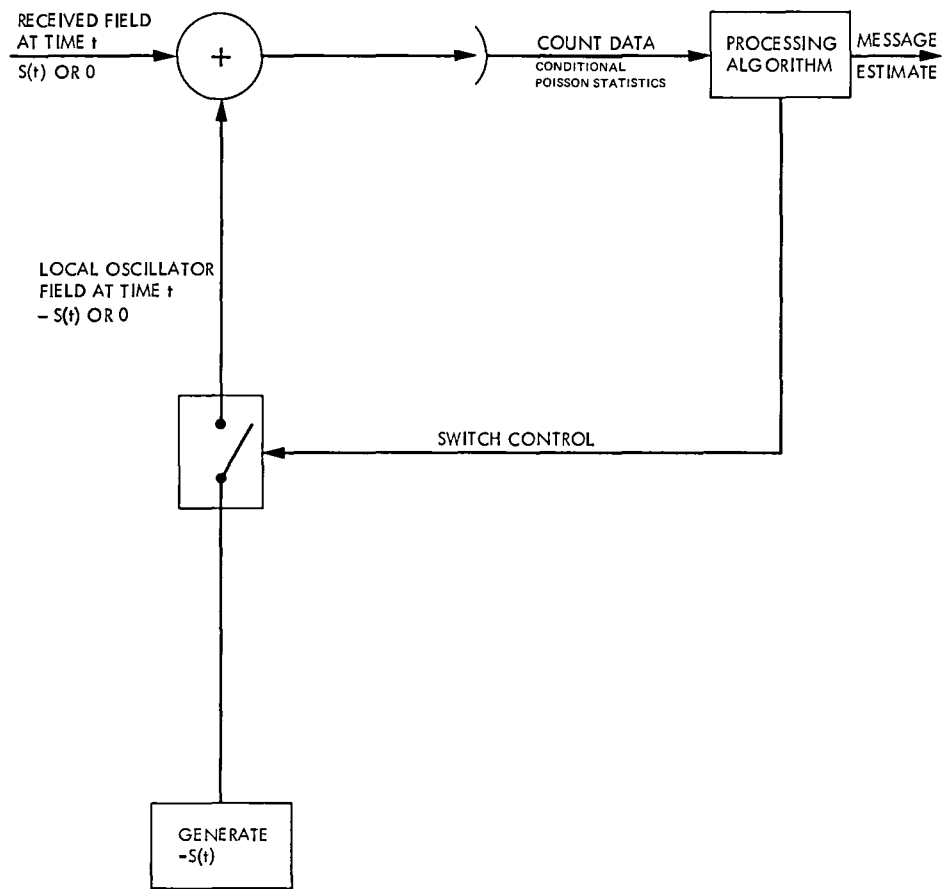 RECEIVED FIELD
AT TIME t
S(t) OR 0
+
COUNT DATA
CONDITIONAL
POISSON STATISTICS
PROCESSING
ALGORITHM
MESSAGE
ESTIMATE
LOCAL OSCILLATOR
FIELD AT TIME t
– S(t) OR 0
SWITCH CONTROL
GENERATE
–S(t)